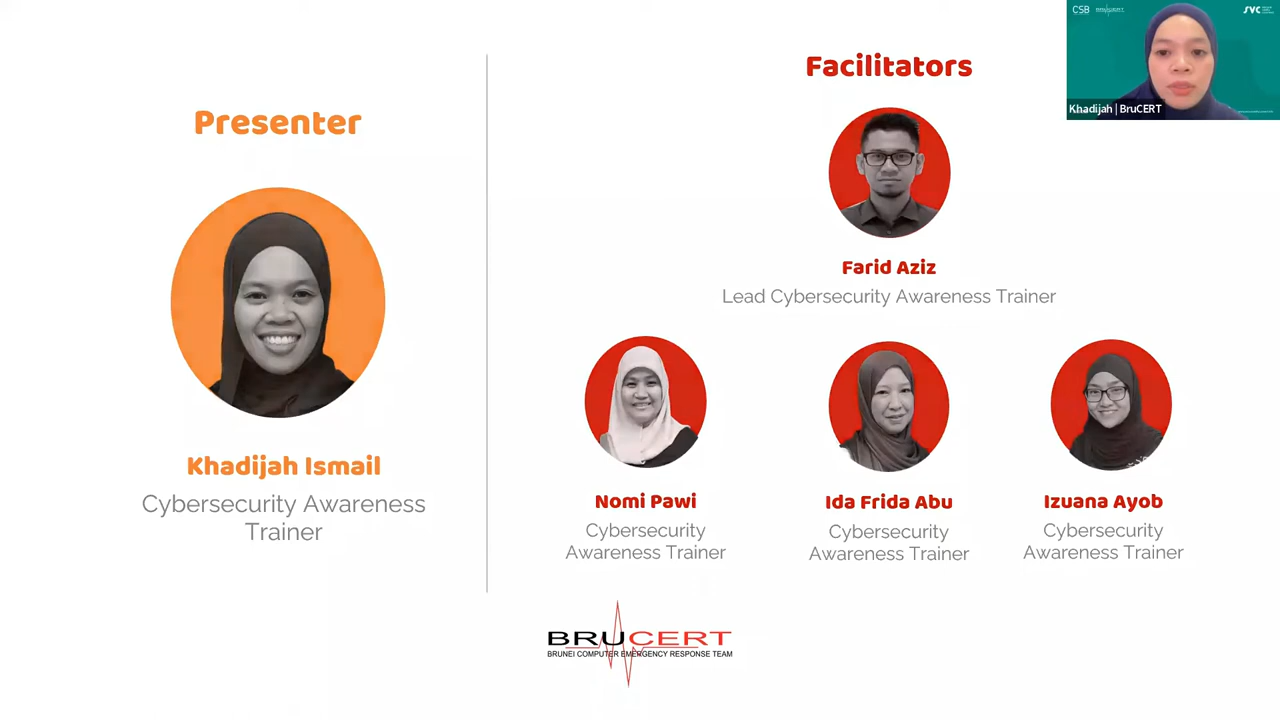 Presenter
Khadijah Ismail
Cybersecurity Awareness
Trainer
Facilitators
Farid Aziz
Lead Cybersecurity Awareness Trainer
Nomi Pawi
Cybersecurity
Awareness Trainer
Ida Frida Abu
Cybersecurity
Awareness Trainer
Izuana Ayob
Cybersecurity
Awareness Trainer
BRUCERT
BRUNEI COMPUTER EMERGENCY RESPONSE TEAM
CSB
BRUCERT
SVC
Khadijah | BruCERT